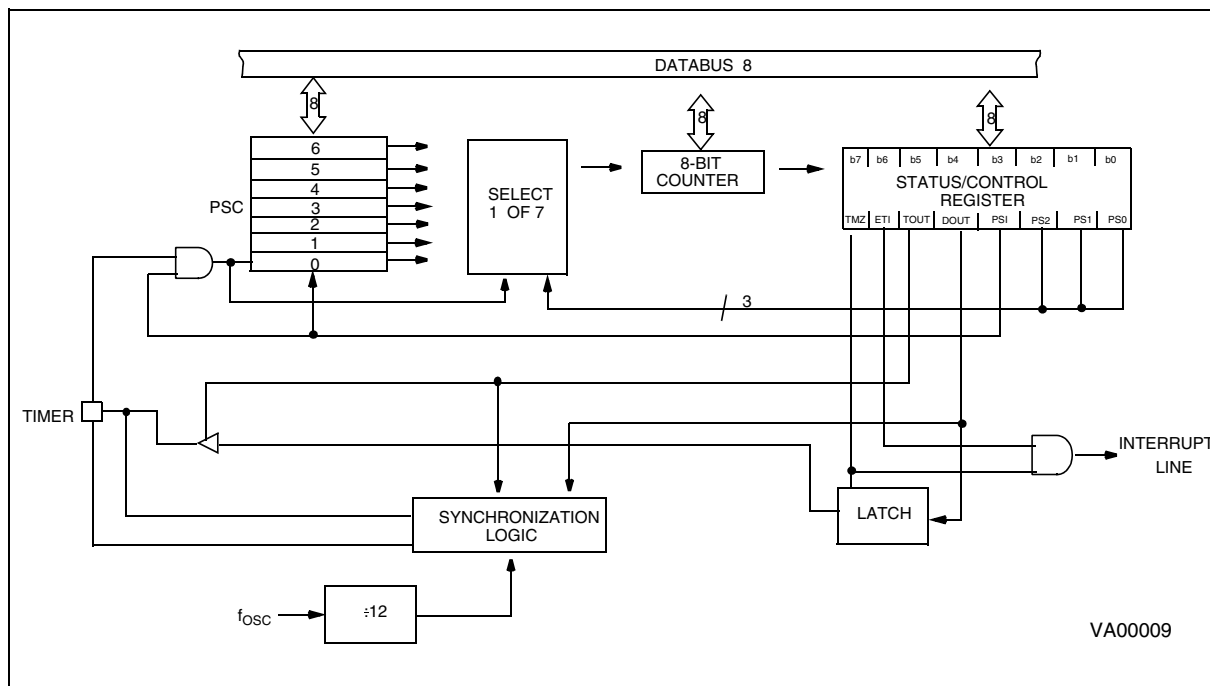 DATABUS 8
8
8
8
6
5
4
3
2
1
0
PSC
SELECT
1 OF 7
8-BIT
COUNTER
b7 b6 b5 b4 b3 b2 b1 b0
STATUS/CONTROL
REGISTER
TMZ ETI TOUT DOUT PSI PS2 PS1 PS0
3
TIMER
INTERRUPT
LINE
LATCH
SYNCHRONIZATION
LOGIC
fOSC
÷12
VA00009